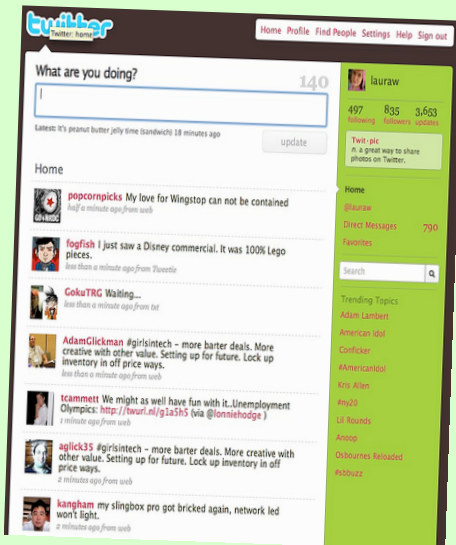 twitter
Twitter: home
Home Profile Find People Settings Help Sign out
What are you doing?
140
Latest: It's peanut butter jelly time (sandwich) 18 minutes ago
update
Home
popcornpicks My love for Wingstop can not be contained
half a minute ago from web
fogfish I just saw a Disney commercial. It was 100% Lego
pieces.
less than a minute ago from Tweetie
GokuTRG Waiting...
less than a minute ago from txt
AdamGlickman #girlsintech – more barter deals. More
creative with other value. Setting up for future. Lock up
inventory in off price ways.
less than a minute ago from web
tcammett We might as well have fun with it..Unemployment
Olympics: http://twurl.nl/g1a5h5 (via @lonniehodge )
1 minute ago from web
aglick35 #girlsintech – more barter deals. More creative with
other value. Setting up for future. Lock up inventory in off
price ways.
2 minutes ago from web
kangham my slingbox pro got bricked again, network led
won't light.
2 minutes ago from web
lauraw
497 835 3,653
following followers updates
Twit·pic
n. a great way to share
photos on Twitter.
Home
@lauraw
Direct Messages 790
Favorites
Search
Trending Topics
Adam Lambert
American Idol
Conficker
#AmericanIdol
Kris Allen
#ny20
Lil Rounds
Anoop
Osbournes Reloaded
#sbbuzz